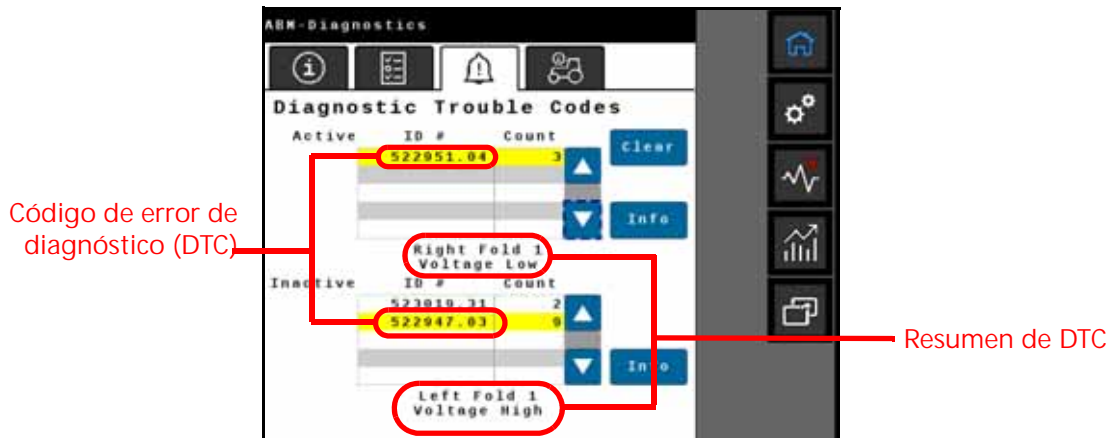 ABM-Diagnostics
Diagnostic Trouble Codes
Active ID # Count
Clear
522951.04 3
Info
Código de error de
diagnóstico (DTC)
Right Fold 1
Voltage Low
Inactive ID # Count
523019.31 2
522947.03 9
Resumen de DTC
Info
Left Fold 1
Voltage High